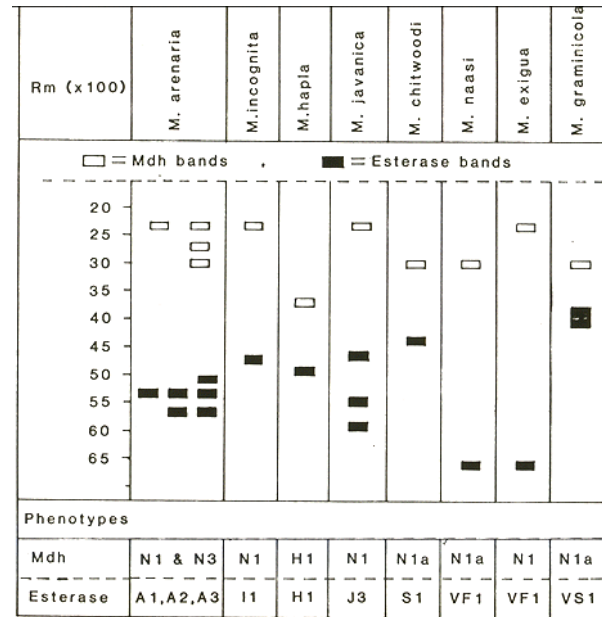 Rm (x100)
M. arenaria
M.incognita
M.hapla
M. javanica
M. chitwoodi
M. naasi
M. exigua
M. graminicola
= Mdh bands = Esterase bands
20
25
30
35
40
45
50
55
60
65
Phenotypes
Mdh N1 & N3 N1 H1 N1 N1a N1a N1 N1a
Esterase A1,A2,A3 I1 H1 J3 S1 VF1 VF1 VS1